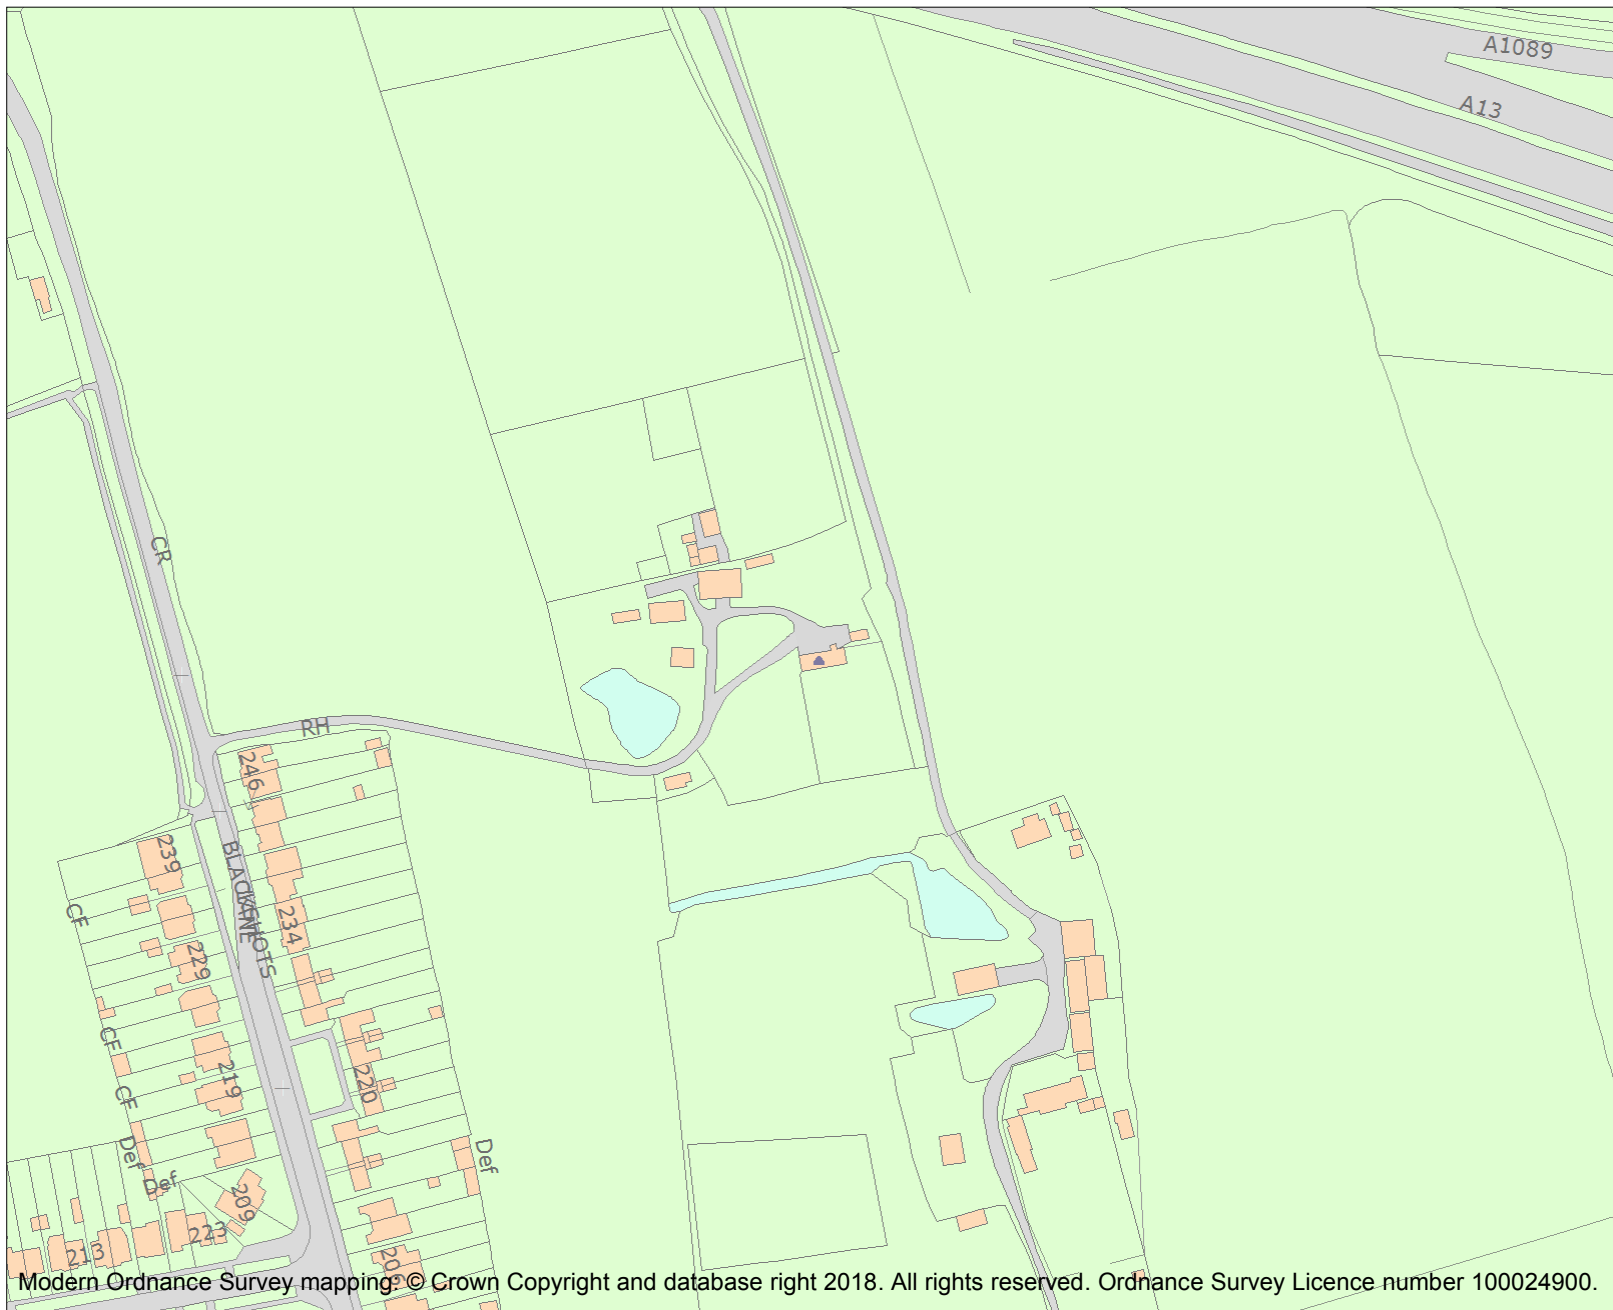 A1089
A13
CR
RH
246
239
BLACKSHOTS
LANE
CF
234
229
CF
219
220
CF
Def
Def
Def
209
223
213
206
Modern Ordnance Survey mapping: © Crown Copyright and database right 2018. All rights reserved. Ordnance Survey Licence number 100024900.